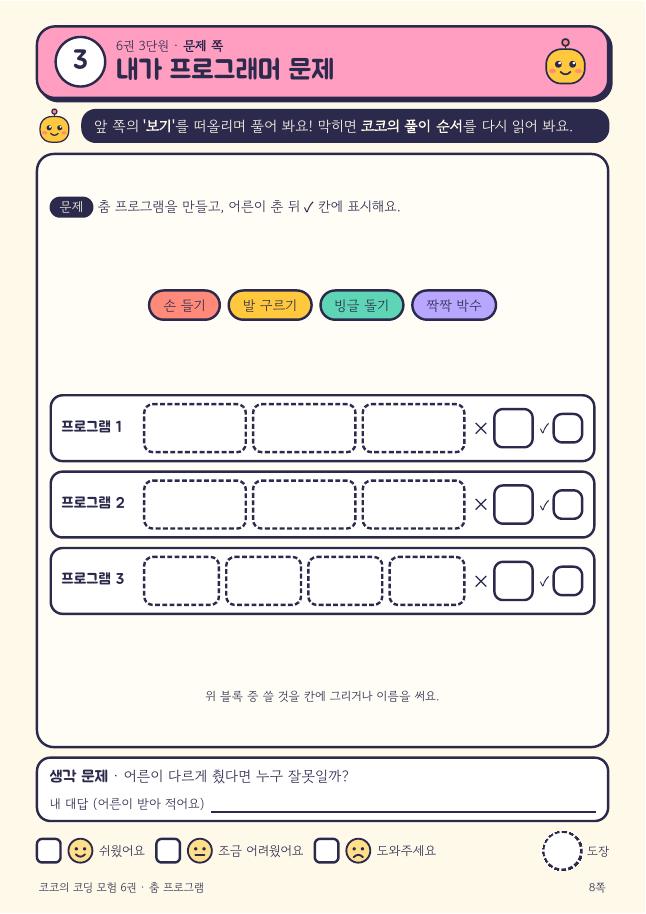 3
6권 3단원 · 문제 쪽
내가 프로그래머 문제
앞 쪽의 '보기'를 떠올리며 풀어 봐요! 막히면 코코의 풀이 순서를 다시 읽어 봐요.
문제 춤 프로그램을 만들고, 어른이 춘 뒤 ✓ 칸에 표시해요.
손 들기 발 구르기 빙글 돌기 짝짝 박수
프로그램 1 × ✓
프로그램 2 × ✓
프로그램 3 × ✓
위 블록 중 쓸 것을 칸에 그리거나 이름을 써요.
생각 문제 · 어른이 다르게 췄다면 누구 잘못일까?
내 대답 (어른이 받아 적어요)
쉬웠어요 조금 어려웠어요 도와주세요 도장
코코의 코딩 모험 6권 · 춤 프로그램 8쪽